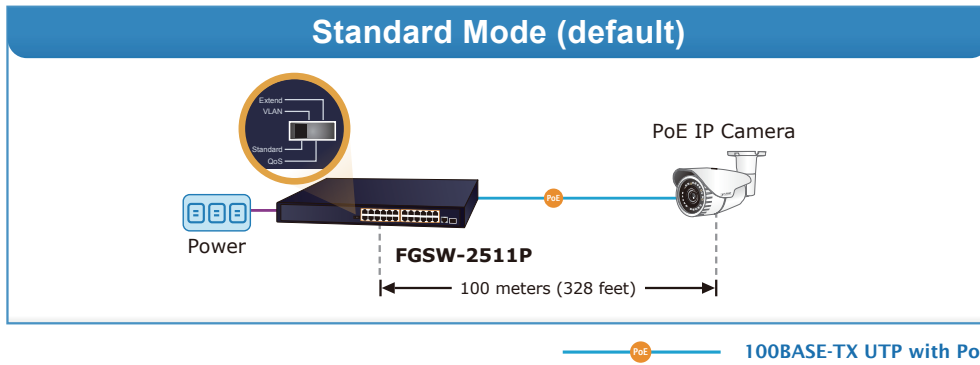 Standard Mode (default)
Extend
VLAN
Standard
QoS
PoE IP Camera
PoE
Power
FGSW-2511P
100 meters (328 feet)
PoE
100BASE-TX UTP with Po